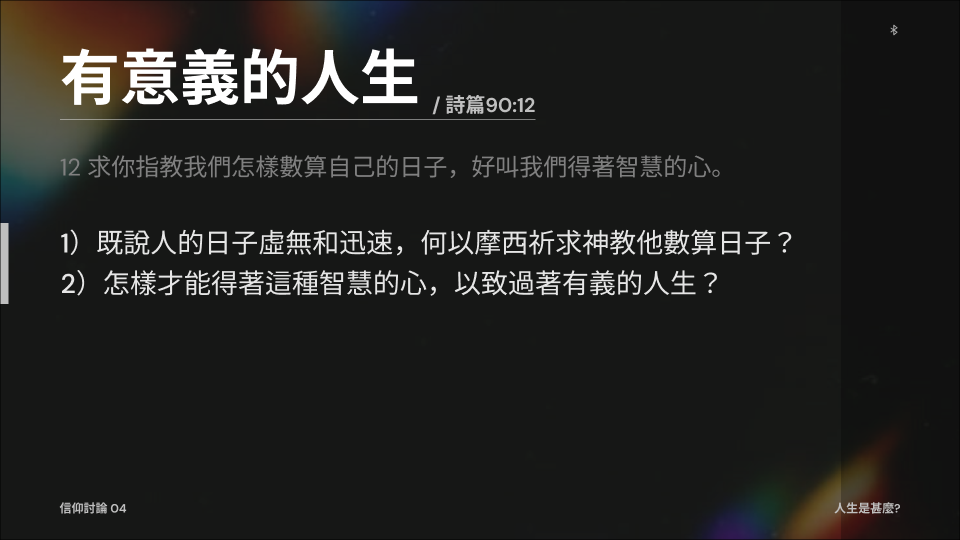 有意義的人生 / 詩篇90:12
12 求你指教我們怎樣數算自己的日子，好叫我們得著智慧的心。
1）既說人的日子虛無和迅速，何以摩西祈求神教他數算日子？
2）怎樣才能得著這種智慧的心，以致過著有義的人生？
信仰討論 04
人生是甚麼?